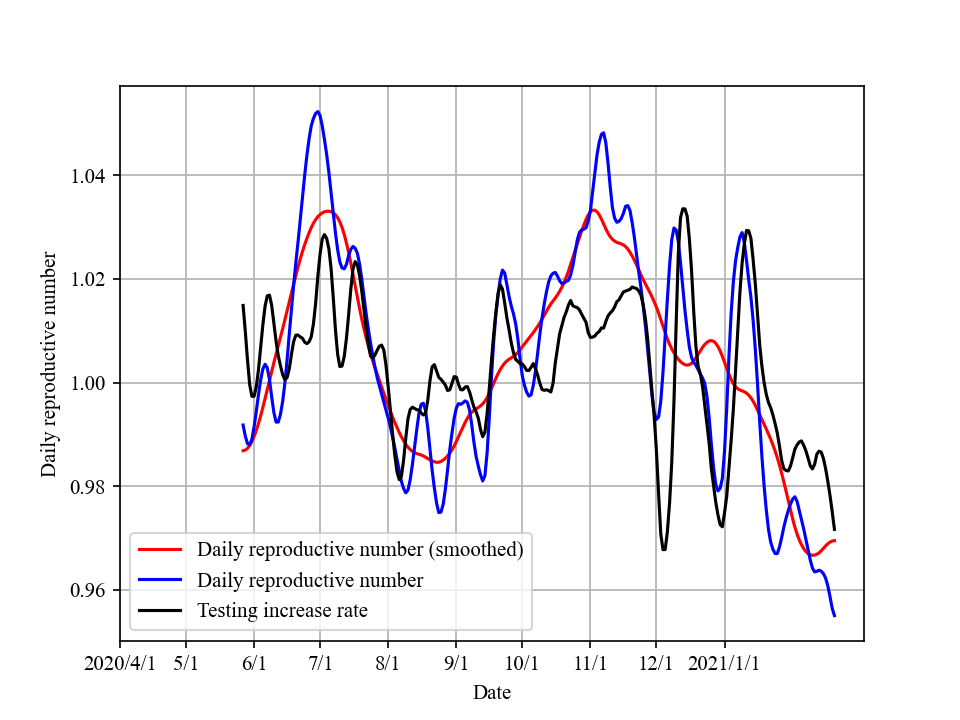 Daily reproductive number
1.04
1.02
1.00
0.98
0.96
Daily reproductive number (smoothed)
Daily reproductive number
Testing increase rate
2020/4/1 5/1 6/1 7/1 8/1 9/1 10/1 11/1 12/1 2021/1/1
Date